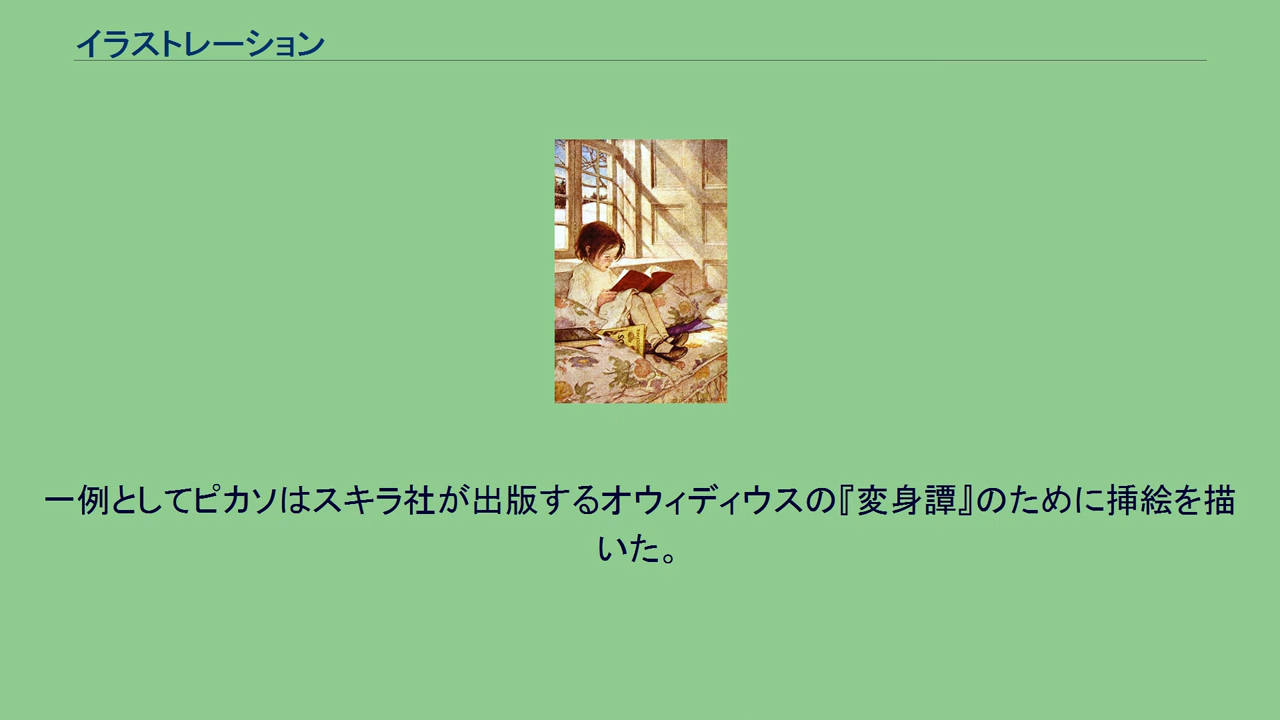 イラストレーション
一例としてピカソはスキラ社が出版するオウィディウスの『変身譚』のために挿絵を描
いた。